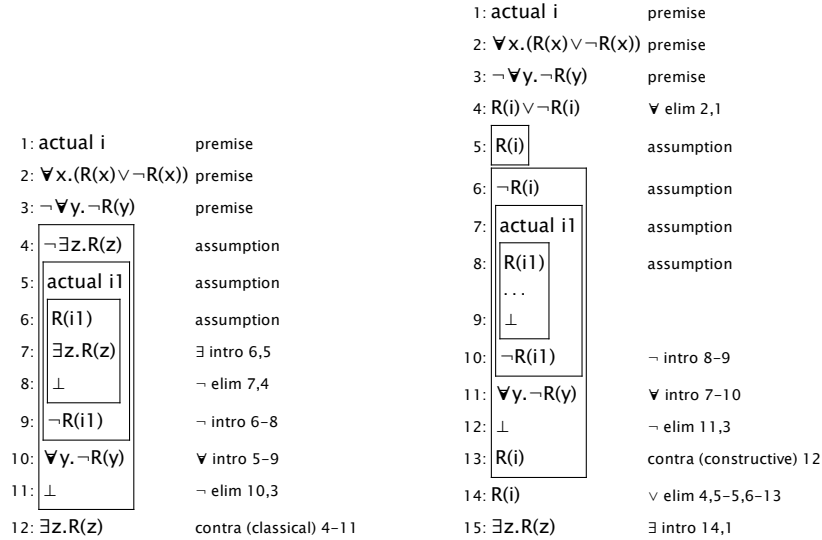 1: actual i premise
2: ∀x.(R(x)∨¬R(x)) premise
3: ¬∀y.¬R(y) premise
4: ¬∃z.R(z) assumption
5: actual i1 assumption
6: R(i1) assumption
7: ∃z.R(z) ∃ intro 6,5
8: ⊥ ¬ elim 7,4
9: ¬R(i1) ¬ intro 6–8
10: ∀y.¬R(y) ∀ intro 5–9
11: ⊥ ¬ elim 10,3
12: ∃z.R(z) contra (classical) 4–11
1: actual i premise
2: ∀x.(R(x)∨¬R(x)) premise
3: ¬∀y.¬R(y) premise
4: R(i)∨¬R(i) ∀ elim 2,1
5: R(i) assumption
6: ¬R(i) assumption
7: actual i1 assumption
8: R(i1) assumption
...
9: ⊥
10: ¬R(i1) ¬ intro 8–9
11: ∀y.¬R(y) ∀ intro 7–10
12: ⊥ ¬ elim 11,3
13: R(i) contra (constructive) 12
14: R(i) ∨ elim 4,5–5,6–13
15: ∃z.R(z) ∃ intro 14,1